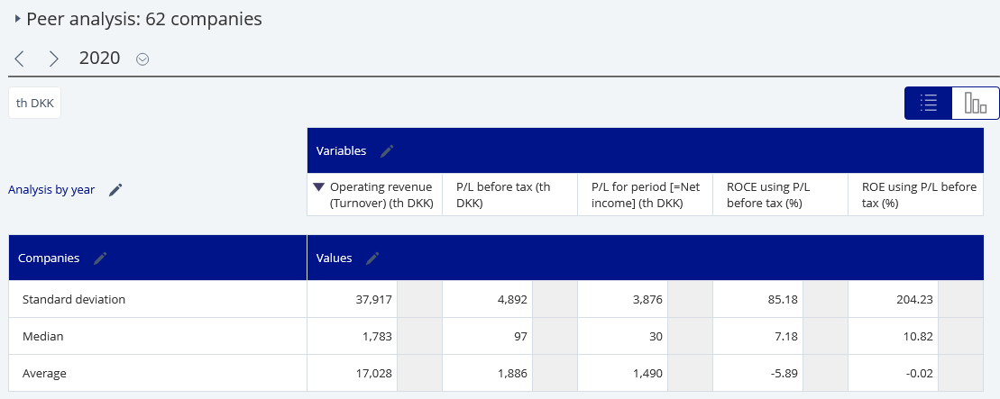 Peer analysis: 62 companies
2020
th DKK
Variables
Analysis by year
Operating revenue (Turnover) (th DKK)
P/L before tax (th DKK)
P/L for period [=Net income] (th DKK)
ROCE using P/L before tax (%)
ROE using P/L before tax (%)
Companies Values
Standard deviation 37,917 4,892 3,876 85.18 204.23
Median 1,783 97 30 7.18 10.82
Average 17,028 1,886 1,490 -5.89 -0.02